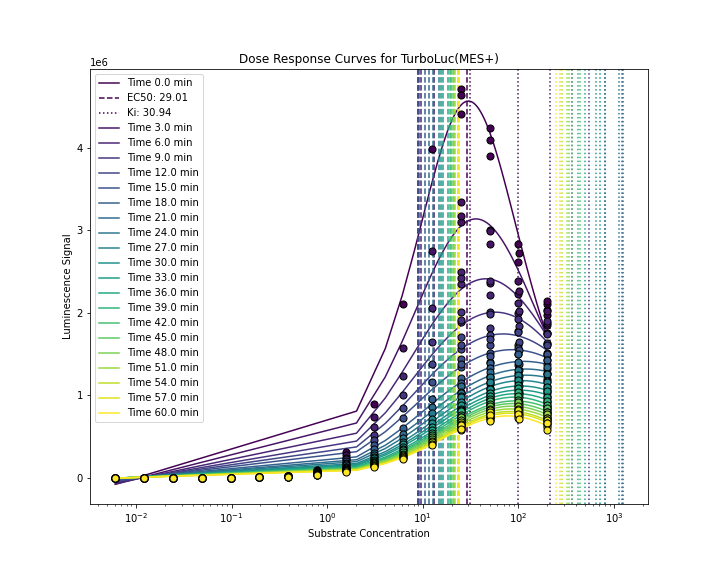 Dose Response Curves for TurboLuc(MES+)
1e6
Time 0.0 min
EC50: 29.01
Ki: 30.94
Time 3.0 min
Time 6.0 min
Time 9.0 min
Time 12.0 min
Time 15.0 min
Time 18.0 min
Time 21.0 min
Time 24.0 min
Time 27.0 min
Time 30.0 min
Time 33.0 min
Time 36.0 min
Time 39.0 min
Time 42.0 min
Time 45.0 min
Time 48.0 min
Time 51.0 min
Time 54.0 min
Time 57.0 min
Time 60.0 min
Luminescence Signal
4
3
2
1
0
10⁻² 10⁻¹ 10⁰ 10¹ 10² 10³
Substrate Concentration